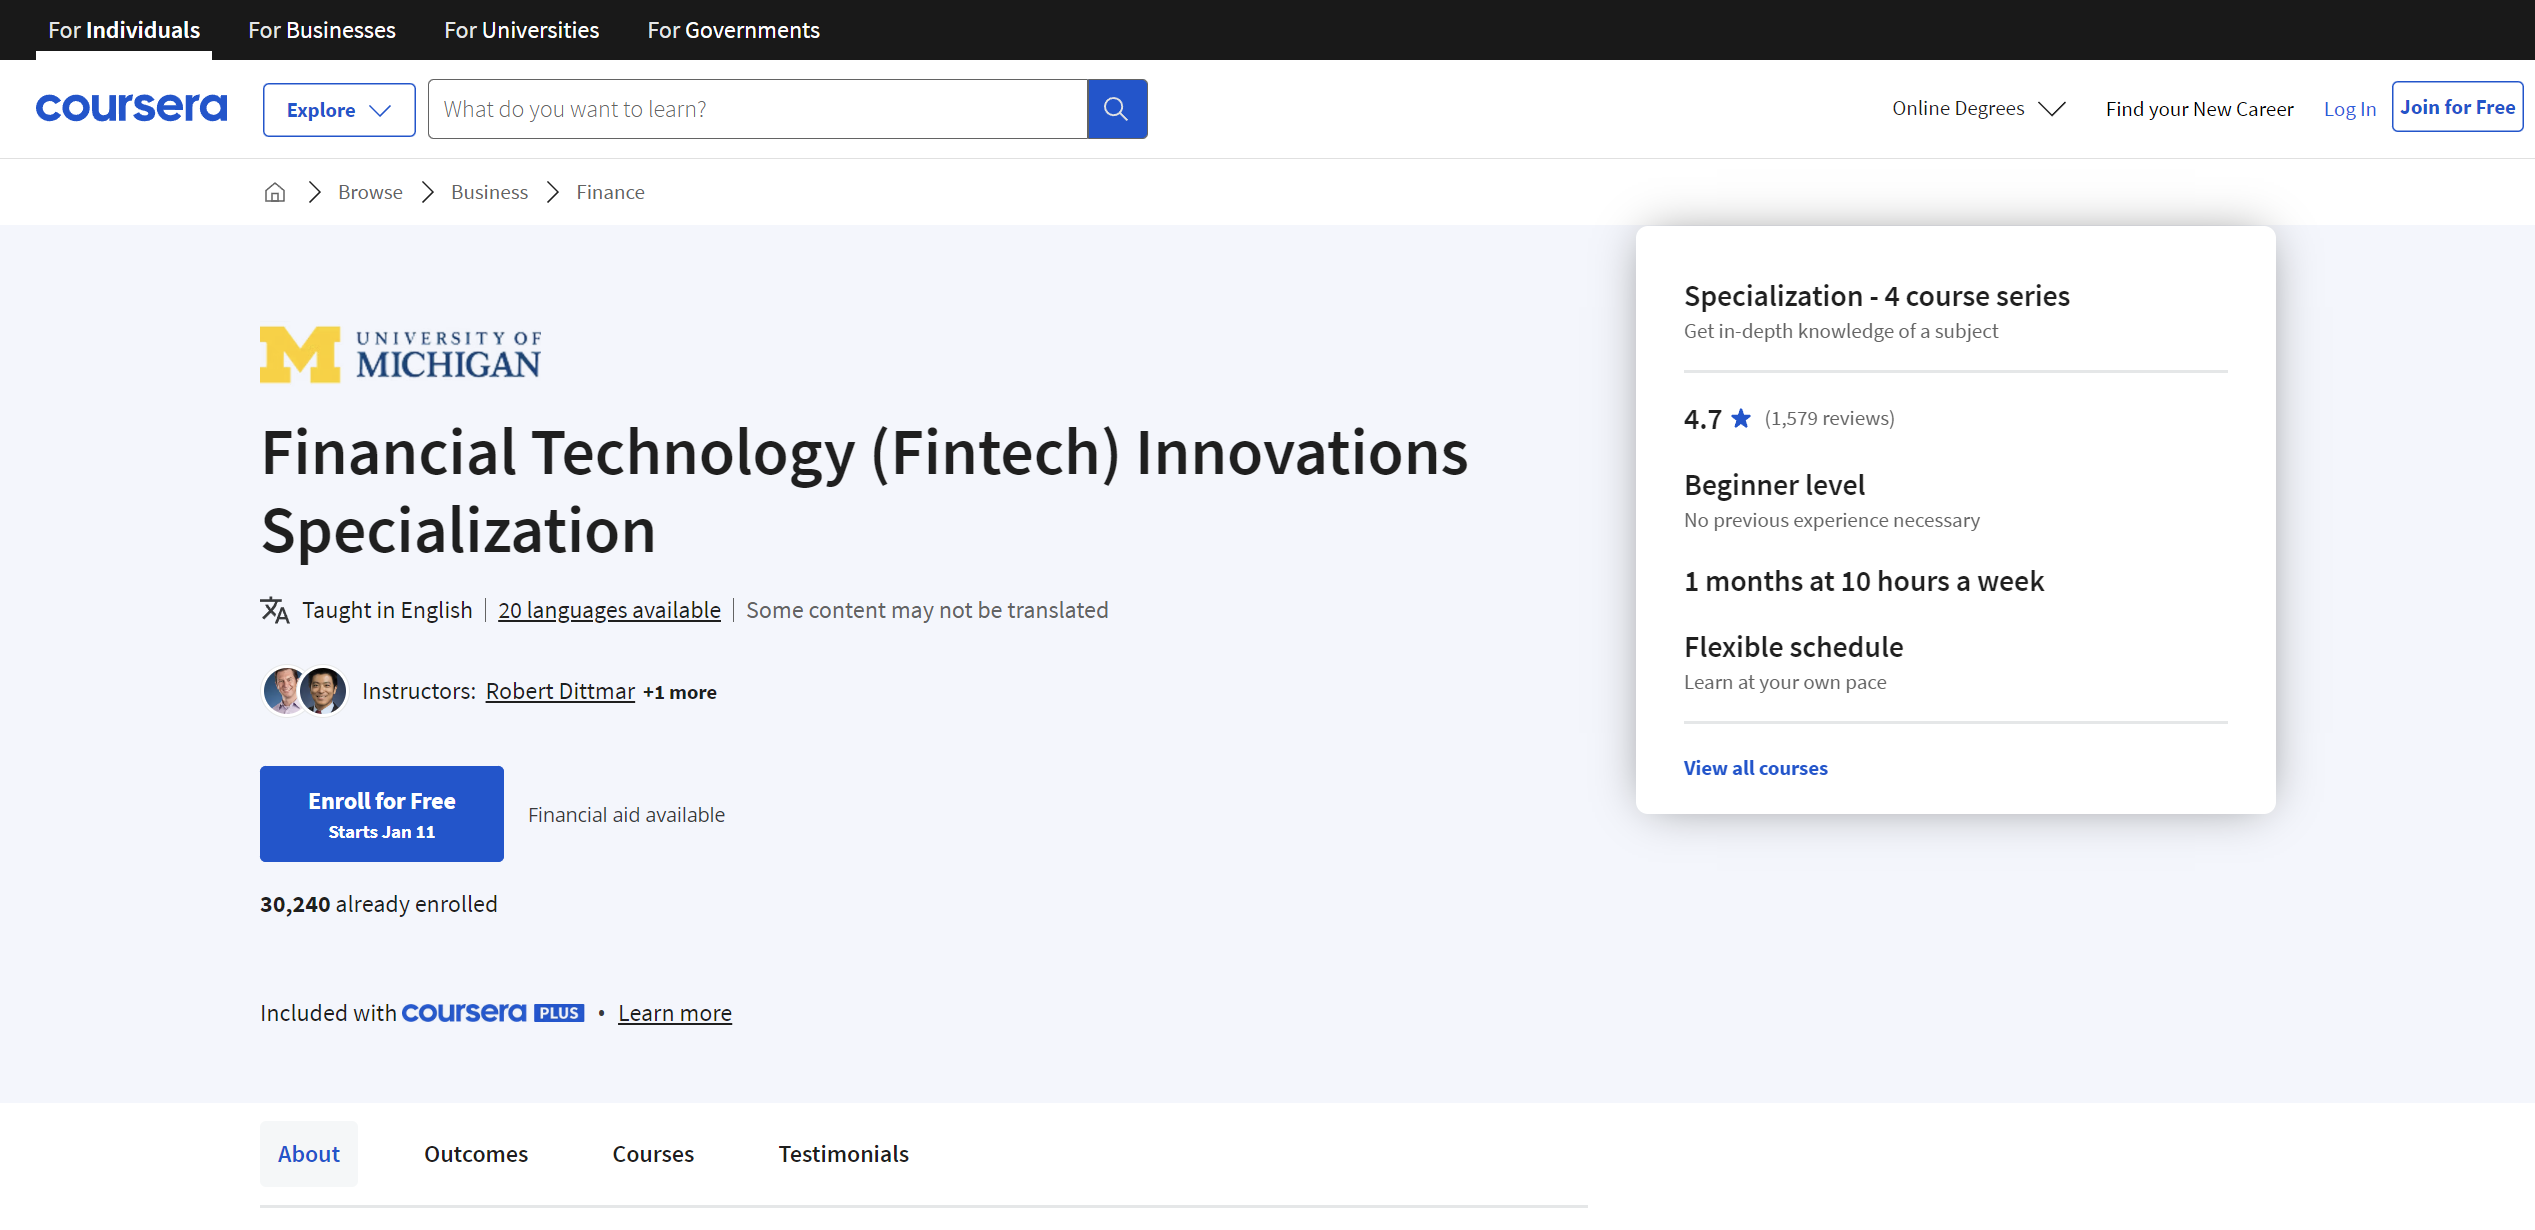 For Individuals
For Businesses
For Universities
For Governments
coursera
Explore
What do you want to learn?
Online Degrees
Find your New Career
Log In
Join for Free
Browse
Business
Finance
UNIVERSITY OF
MICHIGAN
Financial Technology (Fintech) Innovations
Specialization
Taught in English
20 languages available
Some content may not be translated
Instructors: Robert Dittmar +1 more
Enroll for Free
Starts Jan 11
Financial aid available
30,240 already enrolled
Included with coursera PLUS • Learn more
Specialization - 4 course series
Get in-depth knowledge of a subject
4.7 (1,579 reviews)
Beginner level
No previous experience necessary
1 months at 10 hours a week
Flexible schedule
Learn at your own pace
View all courses
About
Outcomes
Courses
Testimonials